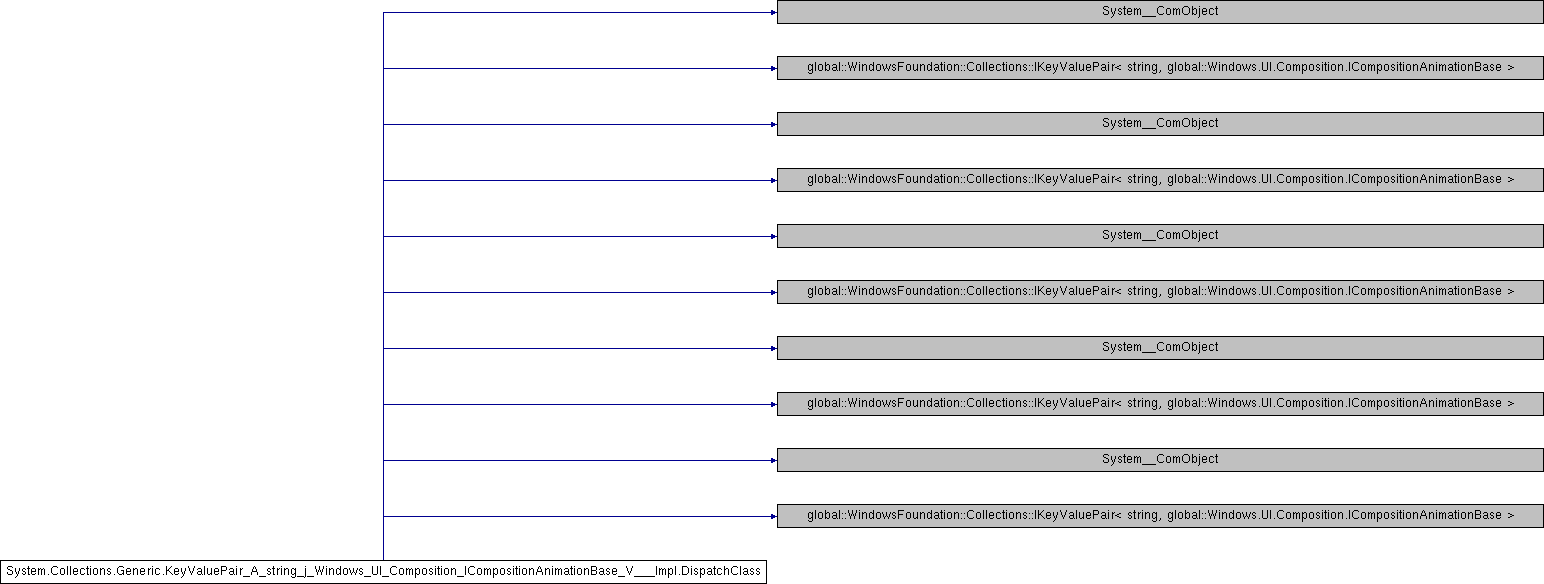 System__ComObject
global::WindowsFoundation::Collections::IKeyValuePair< string, global::Windows.UI.Composition.ICompositionAnimationBase >
System__ComObject
global::WindowsFoundation::Collections::IKeyValuePair< string, global::Windows.UI.Composition.ICompositionAnimationBase >
System__ComObject
global::WindowsFoundation::Collections::IKeyValuePair< string, global::Windows.UI.Composition.ICompositionAnimationBase >
System__ComObject
global::WindowsFoundation::Collections::IKeyValuePair< string, global::Windows.UI.Composition.ICompositionAnimationBase >
System__ComObject
global::WindowsFoundation::Collections::IKeyValuePair< string, global::Windows.UI.Composition.ICompositionAnimationBase >
System.Collections.Generic.KeyValuePair_A_string_j_Windows_UI_Composition_ICompositionAnimationBase_V___Impl.DispatchClass